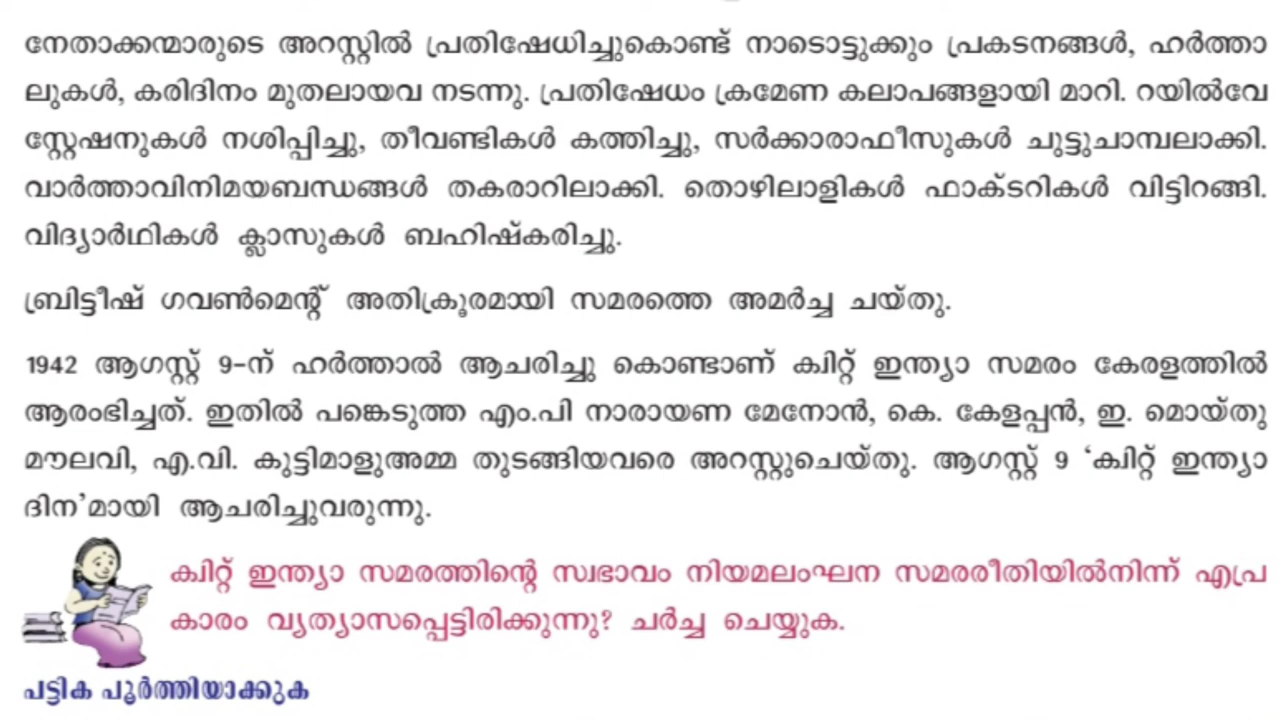 നേതാക്കന്മാരുടെ അറസ്റ്റിൽ പ്രതിഷേധിച്ചുകൊണ്ട് നാടൊട്ടുക്കും പ്രകടനങ്ങൾ, ഹർത്താ
ലുകൾ, കരിദിനം മുതലായവ നടന്നു. പ്രതിഷേധം ക്രമേണ കലാപങ്ങളായി മാറി. റയിൽവേ
സ്റ്റേഷനുകൾ നശിപ്പിച്ചു, തീവണ്ടികൾ കത്തിച്ചു, സർക്കാരാഫീസുകൾ ചുട്ടുചാമ്പലാക്കി.
വാർത്താവിനിമയബന്ധങ്ങൾ തകരാറിലാക്കി. തൊഴിലാളികൾ ഫാക്ടറികൾ വിട്ടിറങ്ങി.
വിദ്യാർഥികൾ ക്ലാസുകൾ ബഹിഷ്കരിച്ചു.
ബ്രിട്ടീഷ് ഗവൺമെന്റ് അതിക്രൂരമായി സമരത്തെ അമർച്ച ചയ്തു.
1942 ആഗസ്റ്റ് 9-ന് ഹർത്താൽ ആചരിച്ചു കൊണ്ടാണ് ക്വിറ്റ് ഇന്ത്യാ സമരം കേരളത്തിൽ
ആരംഭിച്ചത്. ഇതിൽ പങ്കെടുത്ത എം.പി നാരായണ മേനോൻ, കെ. കേളപ്പൻ, ഇ. മൊയ്തു
മൗലവി, എ.വി. കുട്ടിമാളുഅമ്മ തുടങ്ങിയവരെ അറസ്റ്റുചെയ്തു. ആഗസ്റ്റ് 9 ‘ക്വിറ്റ് ഇന്ത്യാ
ദിന’മായി ആചരിച്ചുവരുന്നു.
ക്വിറ്റ് ഇന്ത്യാ സമരത്തിന്റെ സ്വഭാവം നിയമലംഘന സമരരീതിയിൽനിന്ന് എപ്ര
കാരം വ്യത്യാസപ്പെട്ടിരിക്കുന്നു? ചർച്ച ചെയ്യുക.
പട്ടിക പൂർത്തിയാക്കുക